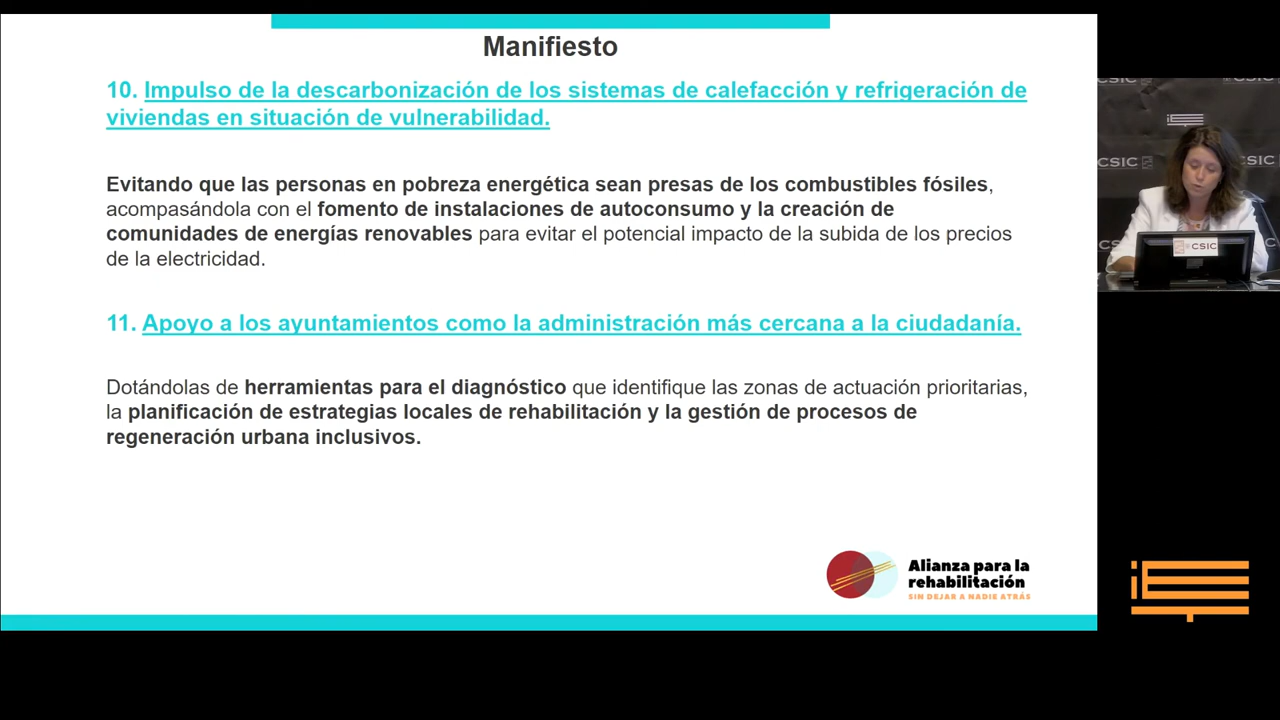 Manifiesto
10. Impulso de la descarbonización de los sistemas de calefacción y refrigeración de
viviendas en situación de vulnerabilidad.
Evitando que las personas en pobreza energética sean presas de los combustibles fósiles,
acompasándola con el fomento de instalaciones de autoconsumo y la creación de
comunidades de energías renovables para evitar el potencial impacto de la subida de los precios
de la electricidad.
11. Apoyo a los ayuntamientos como la administración más cercana a la ciudadanía.
Dotándolas de herramientas para el diagnóstico que identifique las zonas de actuación prioritarias,
la planificación de estrategias locales de rehabilitación y la gestión de procesos de
regeneración urbana inclusivos.
Alianza para la
rehabilitación
SIN DEJAR A NADIE ATRÁS
CSIC
CSIC
CSIC